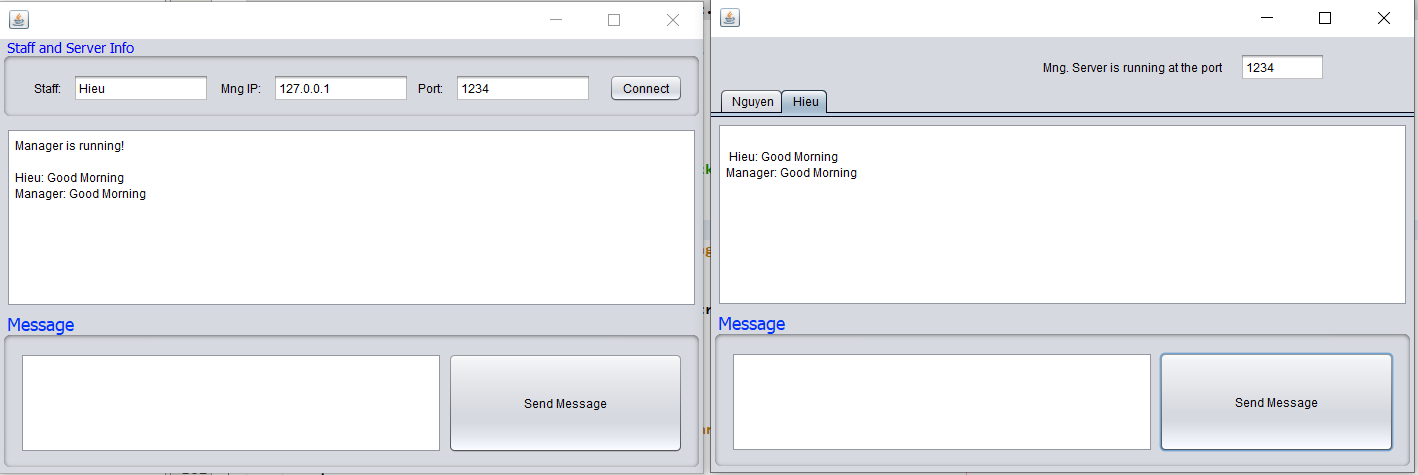 Staff and Server Info
Staff: Hieu Mng IP: 127.0.0.1 Port: 1234 Connect
Manager is running!
Hieu: Good Morning
Manager: Good Morning
Message
Send Message
Mng. Server is running at the port 1234
Nguyen Hieu
Hieu: Good Morning
Manager: Good Morning
Message
Send Message